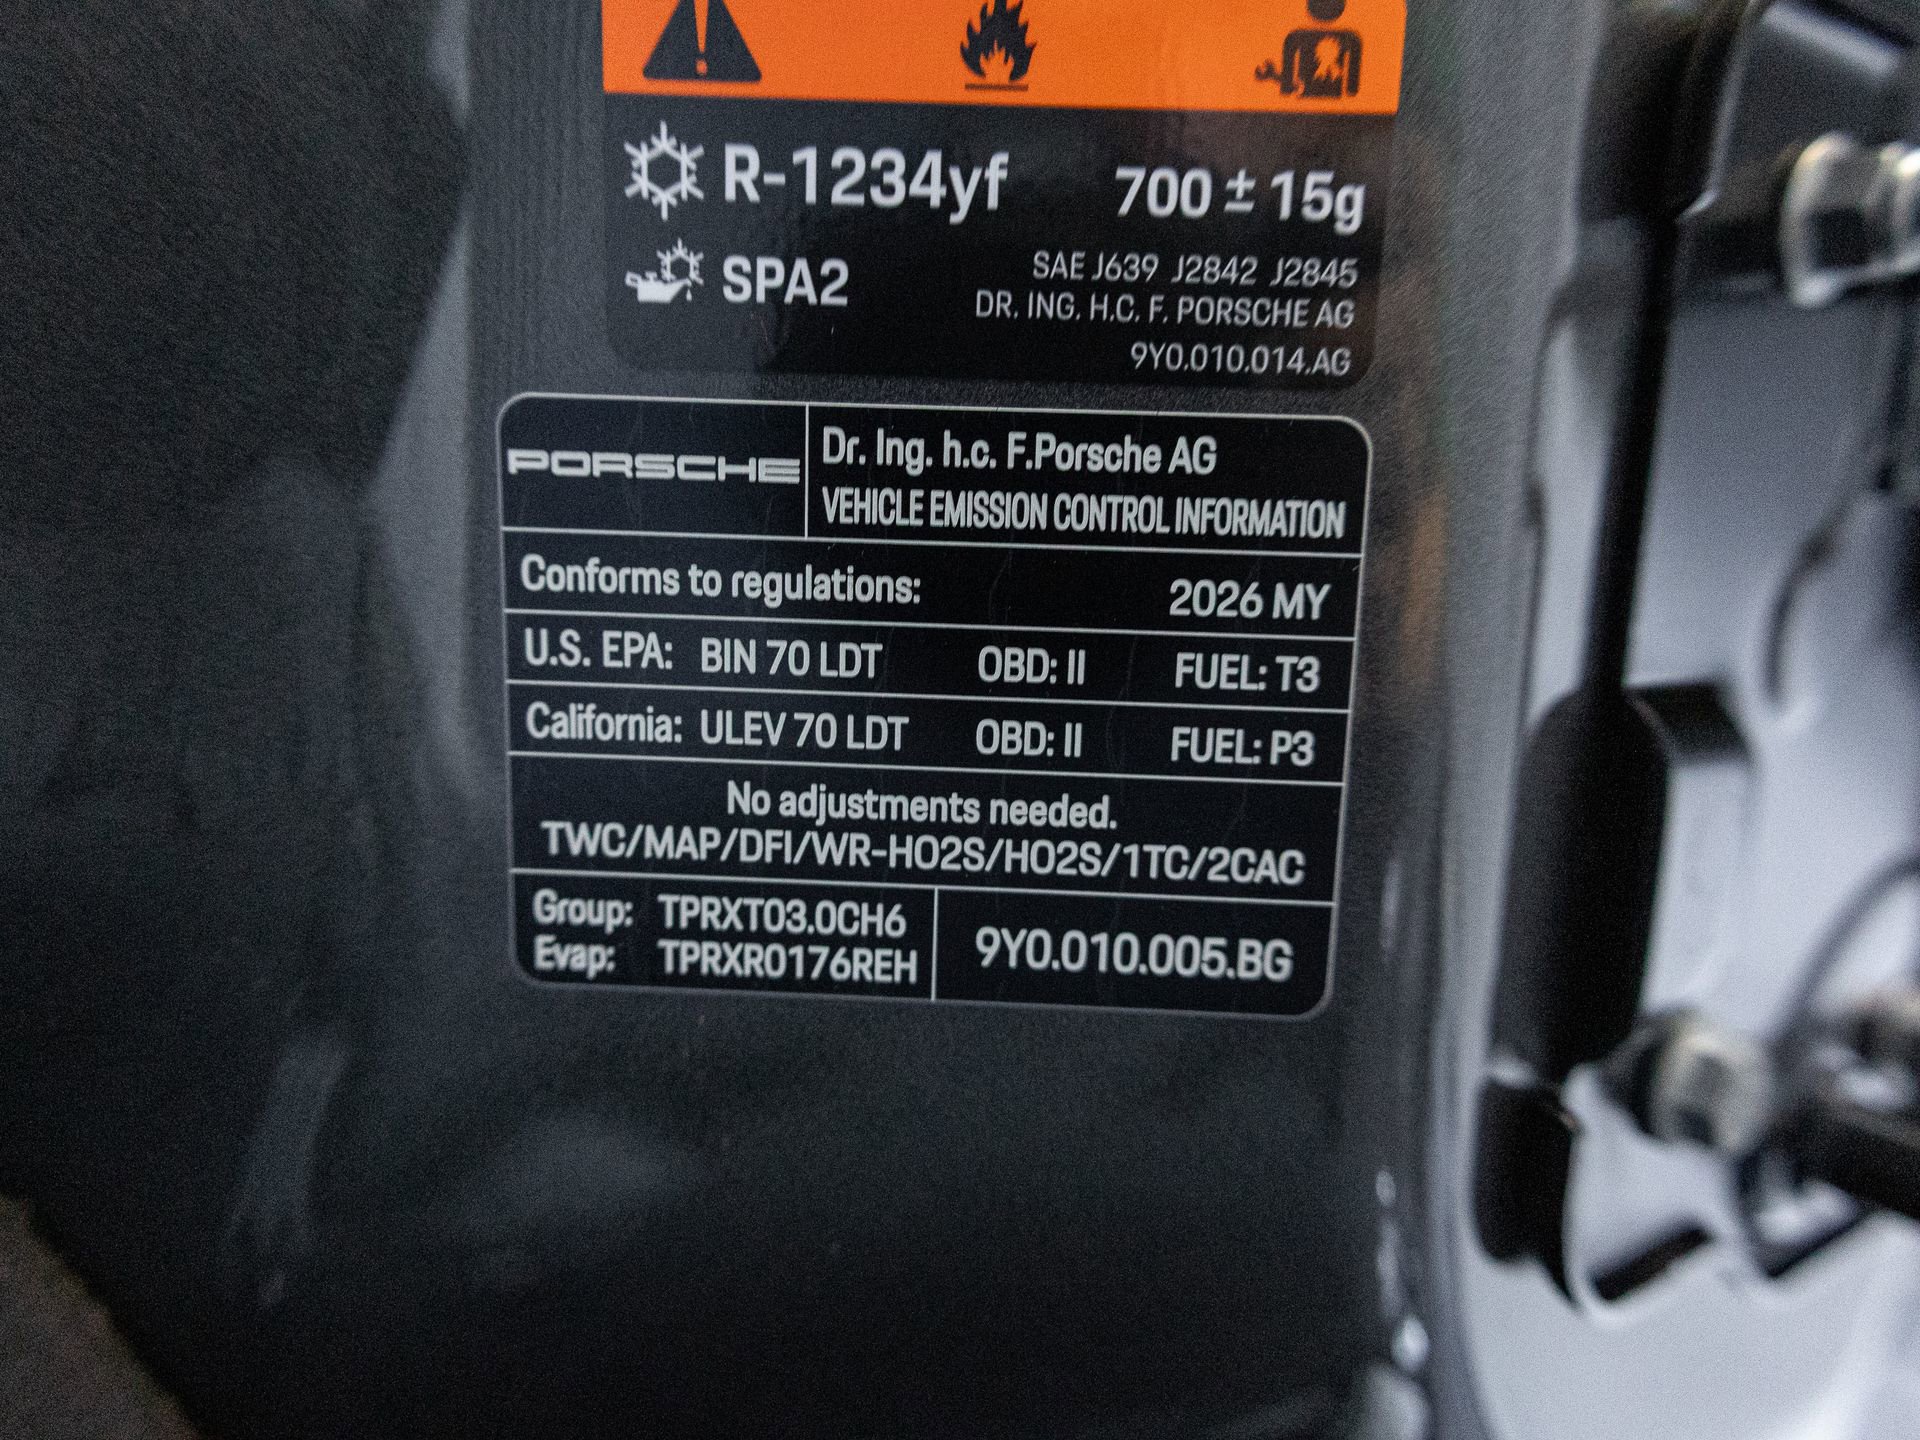 R-1234yf 700 ± 15g
SPA2
SAE J639 J2842 J2845
DR. ING. H.C. F. PORSCHE AG
9Y0.010.014.AG
PORSCHE
Dr. Ing. h.c. F.Porsche AG
VEHICLE EMISSION CONTROL INFORMATION
Conforms to regulations: 2026 MY
U.S. EPA: BIN 70 LDT OBD: II FUEL: T3
California: ULEV 70 LDT OBD: II FUEL: P3
No adjustments needed.
TWC/MAP/DFI/WR-HO2S/HO2S/1TC/2CAC
Group: TPRXT03.0CH6
Evap: TPRXR0176REH
9Y0.010.005.BG